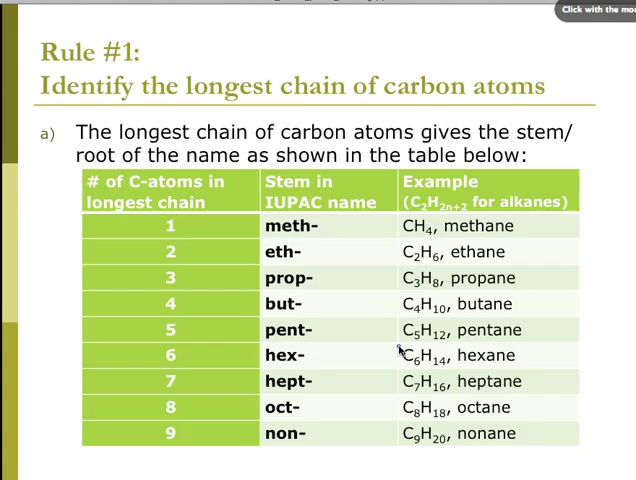 Click with the mou
Rule #1:
Identify the longest chain of carbon atoms
a) The longest chain of carbon atoms gives the stem/
root of the name as shown in the table below:
# of C-atoms in longest chain | Stem in IUPAC name | Example (C₂H₂ₙ₊₂ for alkanes)
1 | meth- | CH₄, methane
2 | eth- | C₂H₆, ethane
3 | prop- | C₃H₈, propane
4 | but- | C₄H₁₀, butane
5 | pent- | C₅H₁₂, pentane
6 | hex- | C₆H₁₄, hexane
7 | hept- | C₇H₁₆, heptane
8 | oct- | C₈H₁₈, octane
9 | non- | C₉H₂₀, nonane